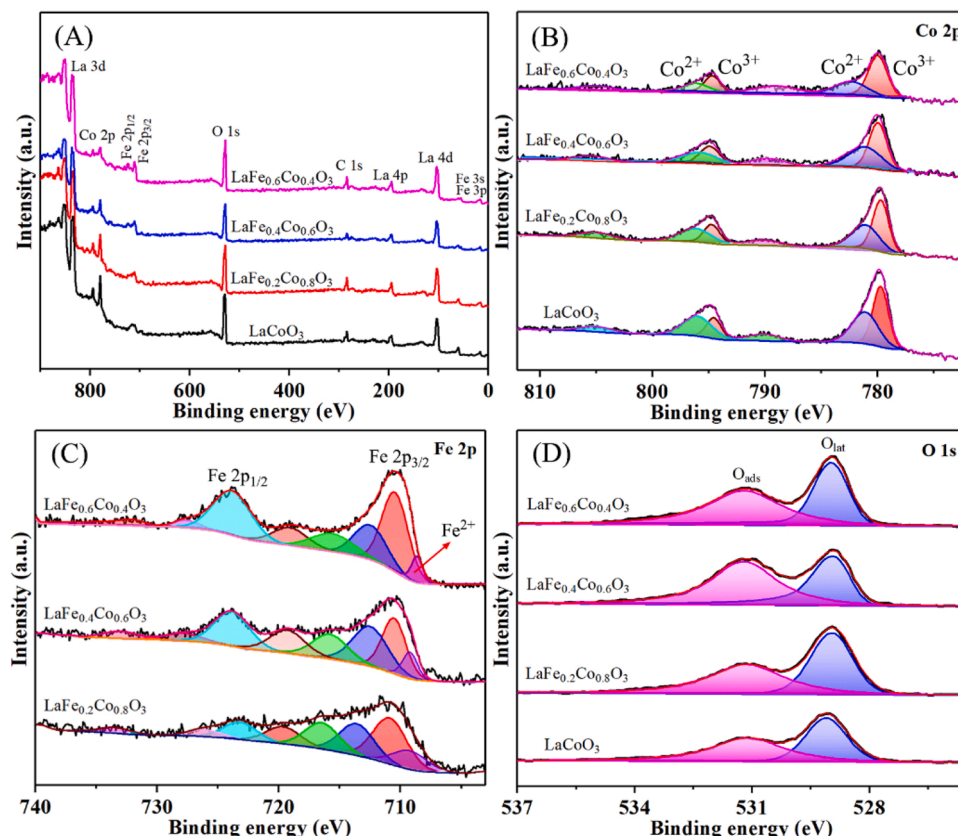 (A)
La 3d
Co 2p
Fe 2p1/2
Fe 2p3/2
O 1s
C 1s
La 4p
La 4d
Fe 3s
Fe 3p
LaFe0.6Co0.4O3
LaFe0.4Co0.6O3
LaFe0.2Co0.8O3
LaCoO3
Intensity (a.u.)
800 600 400 200 0
Binding energy (eV)
(B)
Co 2p
LaFe0.6Co0.4O3
Co2+ Co3+ Co2+ Co3+
LaFe0.4Co0.6O3
LaFe0.2Co0.8O3
LaCoO3
Intensity (a.u.)
810 800 790 780
Binding energy (eV)
(C)
Fe 2p
Fe 2p1/2
Fe 2p3/2
LaFe0.6Co0.4O3
Fe2+
LaFe0.4Co0.6O3
LaFe0.2Co0.8O3
Intensity (a.u.)
740 730 720 710
Binding energy (eV)
(D)
O 1s
Oads
Olat
LaFe0.6Co0.4O3
LaFe0.4Co0.6O3
LaFe0.2Co0.8O3
LaCoO3
Intensity (a.u.)
537 534 531 528
Binding energy (eV)